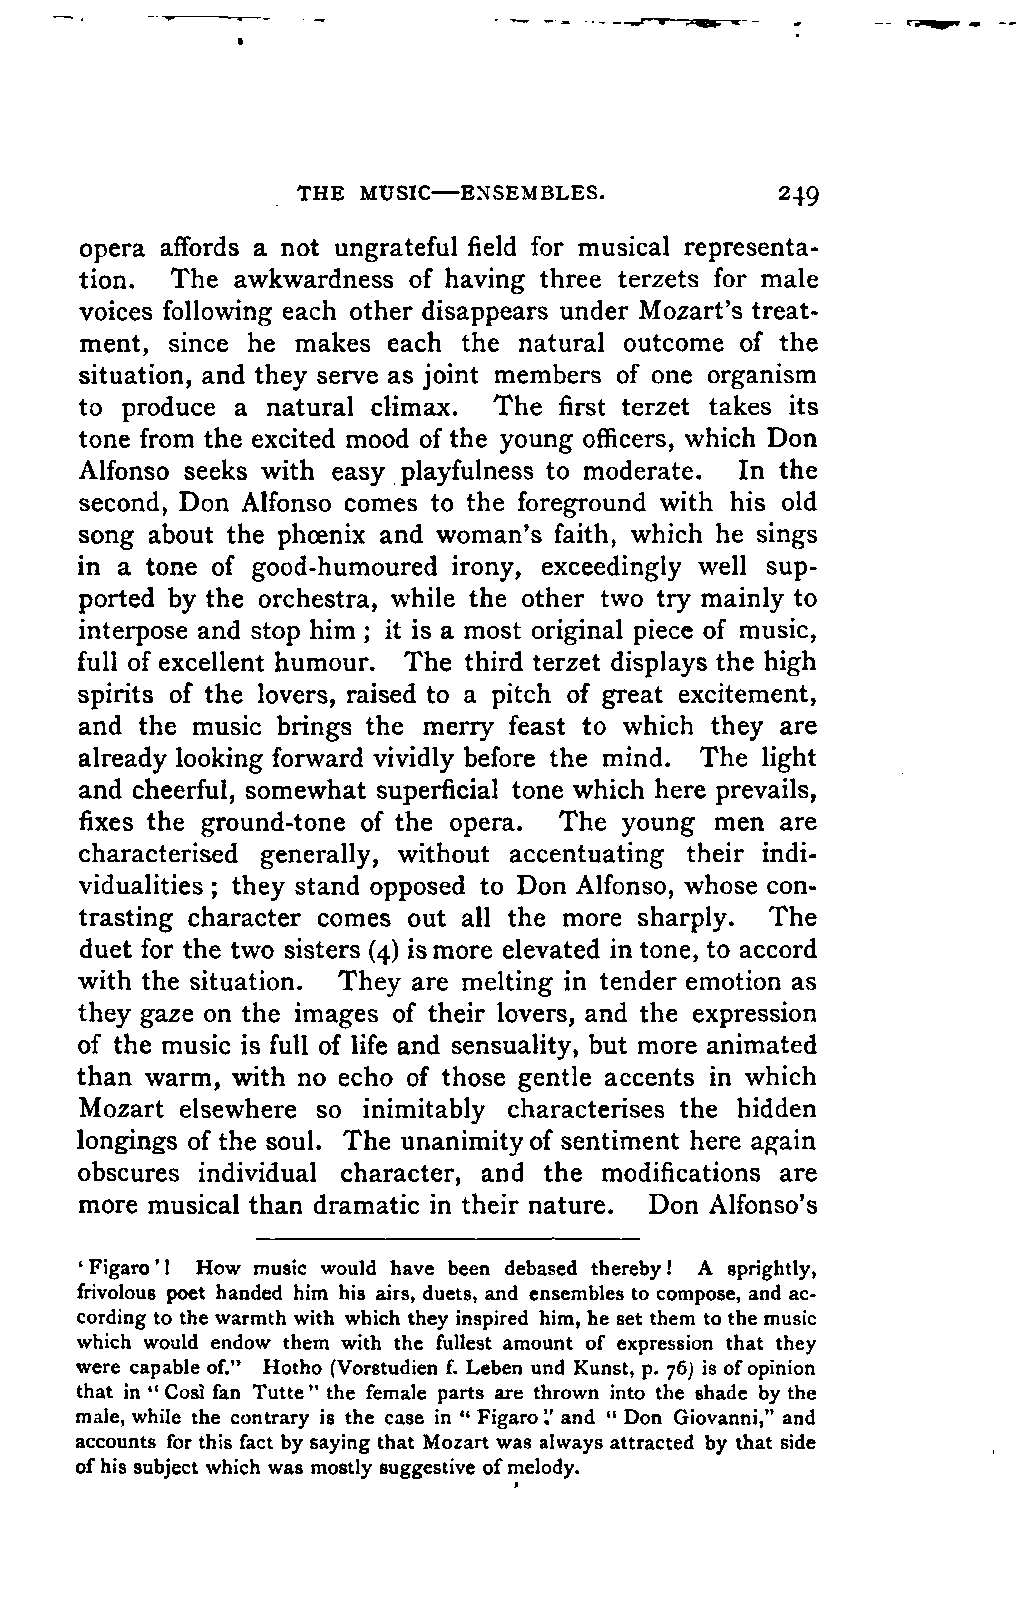 THE MUSIC—ENSEMBLES. 249
opera affords a not ungrateful field for musical representa-
tion. The awkwardness of having three terzets for male
voices following each other disappears under Mozart's treat-
ment, since he makes each the natural outcome of the
situation, and they serve as joint members of one organism
to produce a natural climax. The first terzet takes its
tone from the excited mood of the young officers, which Don
Alfonso seeks with easy playfulness to moderate. In the
second, Don Alfonso comes to the foreground with his old
song about the phœnix and woman's faith, which he sings
in a tone of good-humoured irony, exceedingly well sup-
ported by the orchestra, while the other two try mainly to
interpose and stop him ; it is a most original piece of music,
full of excellent humour. The third terzet displays the high
spirits of the lovers, raised to a pitch of great excitement,
and the music brings the merry feast to which they are
already looking forward vividly before the mind. The light
and cheerful, somewhat superficial tone which here prevails,
fixes the ground-tone of the opera. The young men are
characterised generally, without accentuating their indi-
vidualities ; they stand opposed to Don Alfonso, whose con-
trasting character comes out all the more sharply. The
duet for the two sisters (4) is more elevated in tone, to accord
with the situation. They are melting in tender emotion as
they gaze on the images of their lovers, and the expression
of the music is full of life and sensuality, but more animated
than warm, with no echo of those gentle accents in which
Mozart elsewhere so inimitably characterises the hidden
longings of the soul. The unanimity of sentiment here again
obscures individual character, and the modifications are
more musical than dramatic in their nature. Don Alfonso's
'Figaro'! How music would have been debased thereby! A sprightly,
frivolous poet handed him his airs, duets, and ensembles to compose, and ac-
cording to the warmth with which they inspired him, he set them to the music
which would endow them with the fullest amount of expression that they
were capable of." Hotho (Vorstudien f. Leben und Kunst, p. 76) is of opinion
that in "Così fan Tutte" the female parts are thrown into the shade by the
male, while the contrary is the case in "Figaro" and "Don Giovanni," and
accounts for this fact by saying that Mozart was always attracted by that side
of his subject which was mostly suggestive of melody.